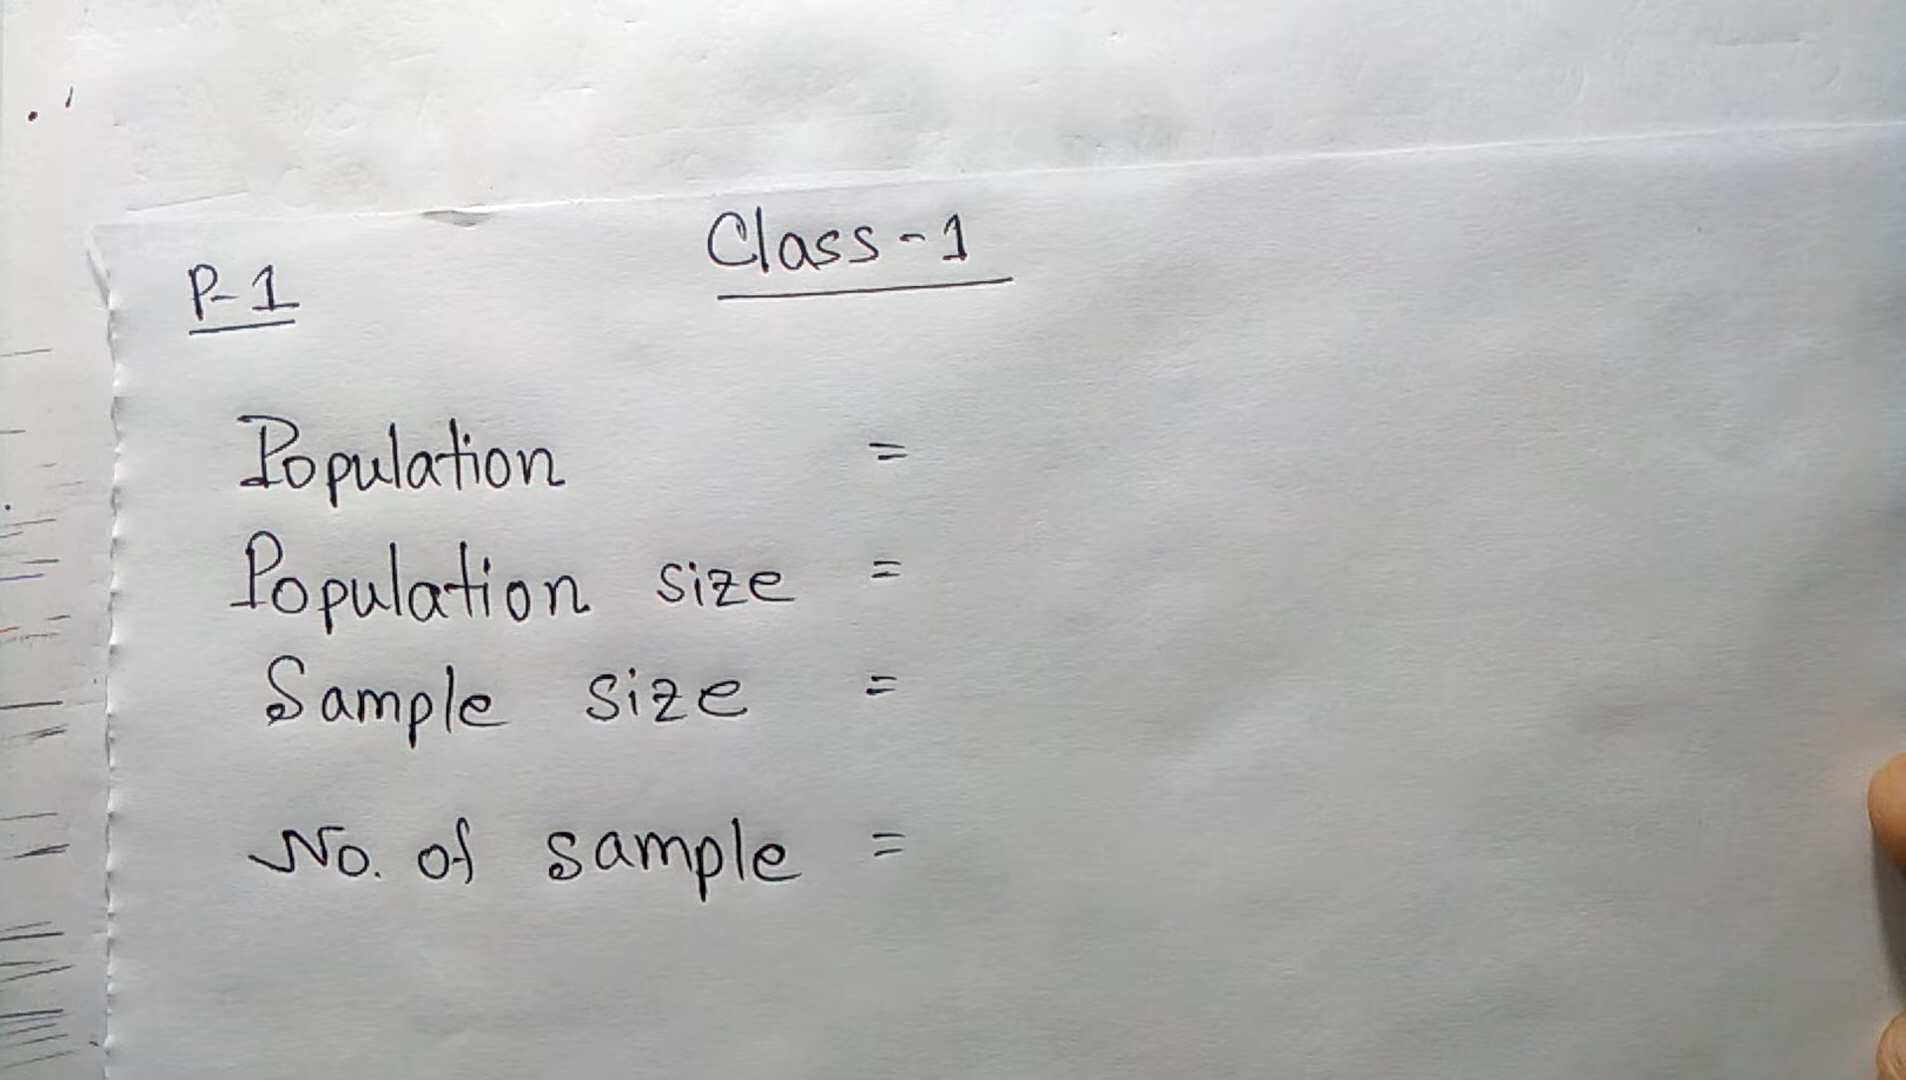 Class-1
P-1
Population =
Population size =
Sample size =
No. of sample =